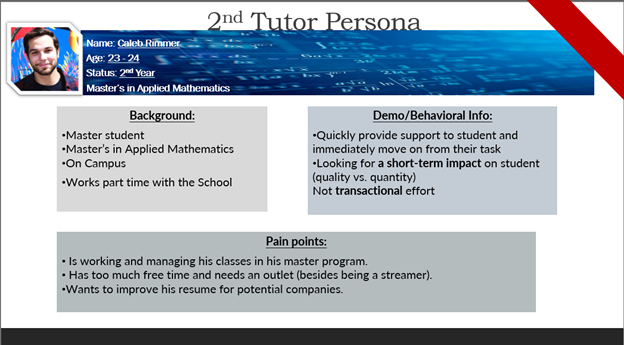 2nd Tutor Persona
Name: Caleb Rimmer
Age: 23 - 24
Status: 2nd Year
Master's in Applied Mathematics
Background:
•Master student
•Master's in Applied Mathematics
•On Campus
•Works part time with the School
Demo/Behavioral Info:
•Quickly provide support to student and
immediately move on from their task
•Looking for a short-term impact on student
(quality vs. quantity)
Not transactional effort
Pain points:
• Is working and managing his classes in his master program.
• Has too much free time and needs an outlet (besides being a streamer).
•Wants to improve his resume for potential companies.